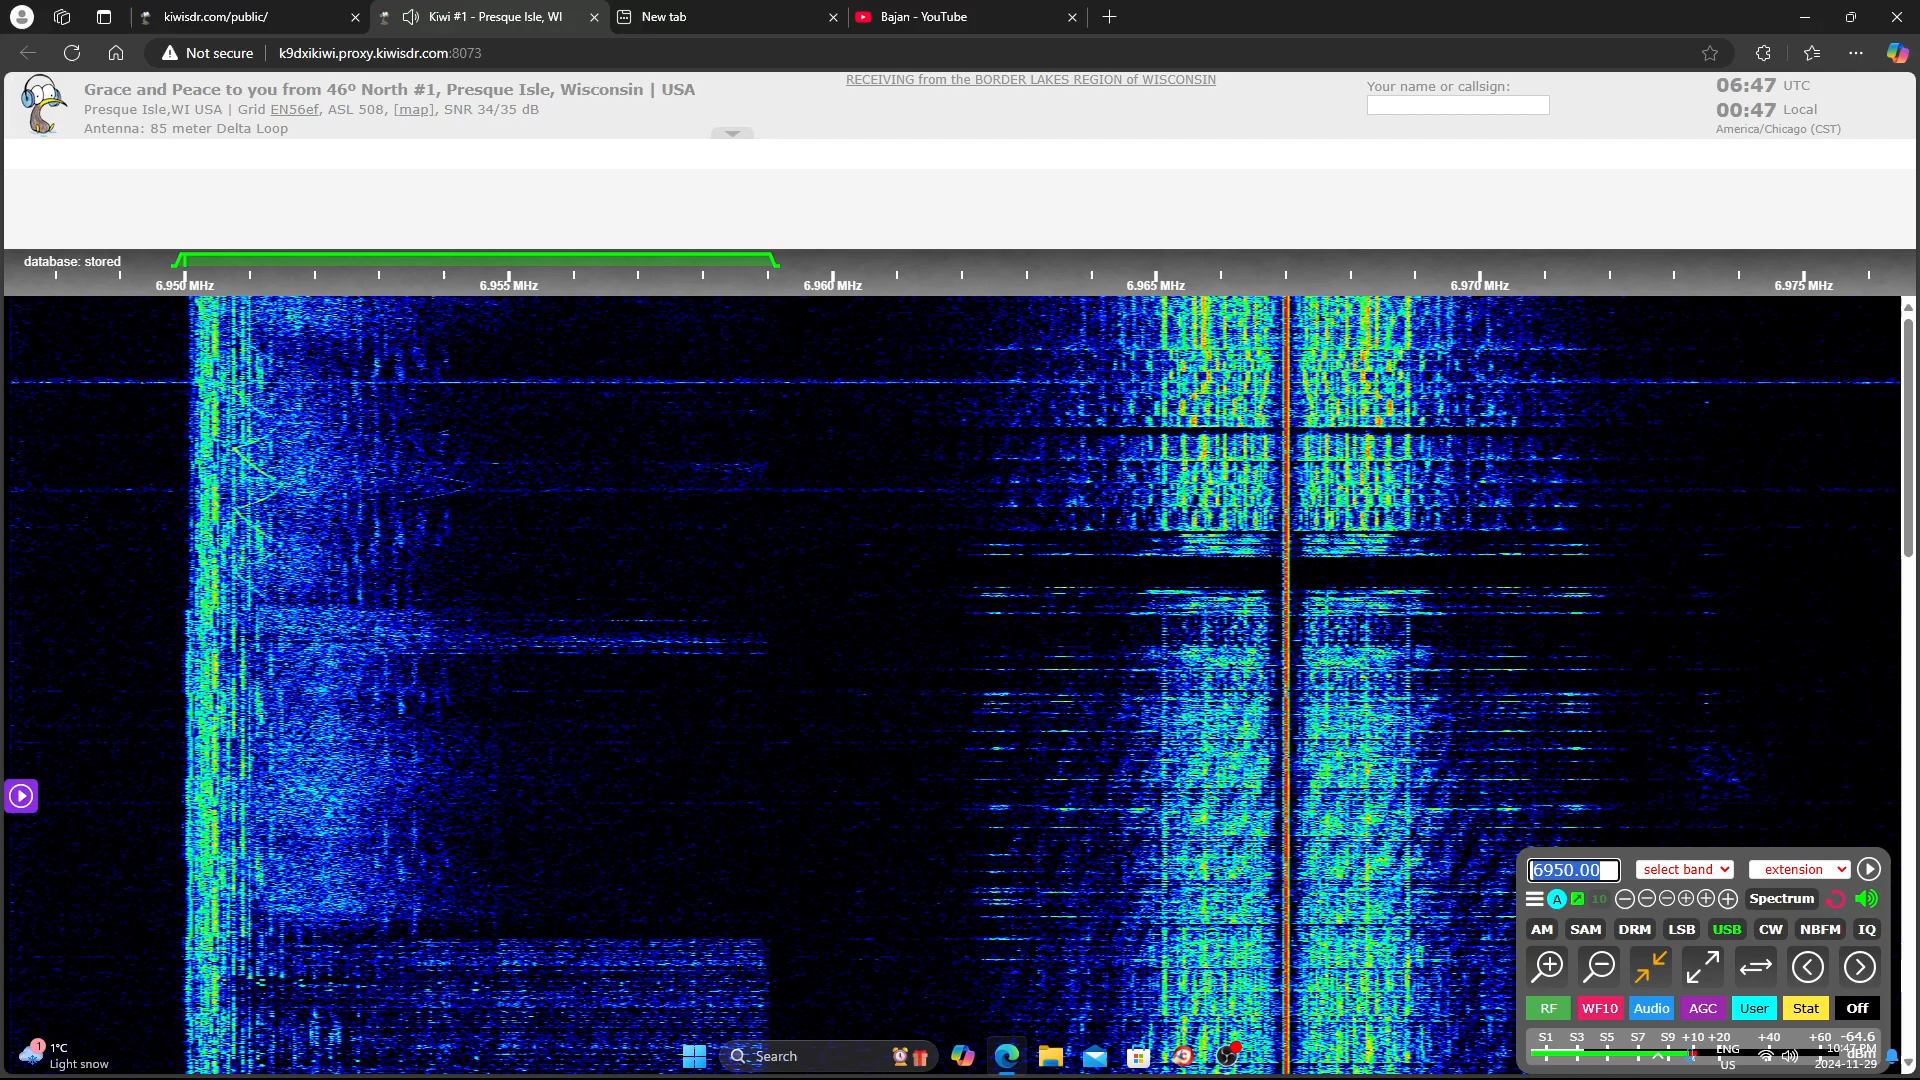 kiwisdr.com/public/
Kiwi #1 - Presque Isle, WI
New tab
Bajan - YouTube
Not secure
k9dxikiwi.proxy.kiwisdr.com:8073
Grace and Peace to you from 46º North #1, Presque Isle, Wisconsin | USA
Presque Isle,WI USA | Grid EN56ef, ASL 508, [map], SNR 34/35 dB
Antenna: 85 meter Delta Loop
RECEIVING from the BORDER LAKES REGION of WISCONSIN
Your name or callsign:
06:47 UTC
00:47 Local
America/Chicago (CST)
database: stored
6.950 MHz 6.955 MHz 6.960 MHz 6.965 MHz 6.970 MHz 6.975 MHz
6950.00 select band extension
A 10 Spectrum
AM SAM DRM LSB USB CW NBFM IQ
RF WF10 Audio AGC User Stat Off
S1 S3 S5 S7 S9 +10 +20 +40 +60 -64.6
dBm
1
1°C
Light snow
Search
ENG
US
10:47 PM
2024-11-29